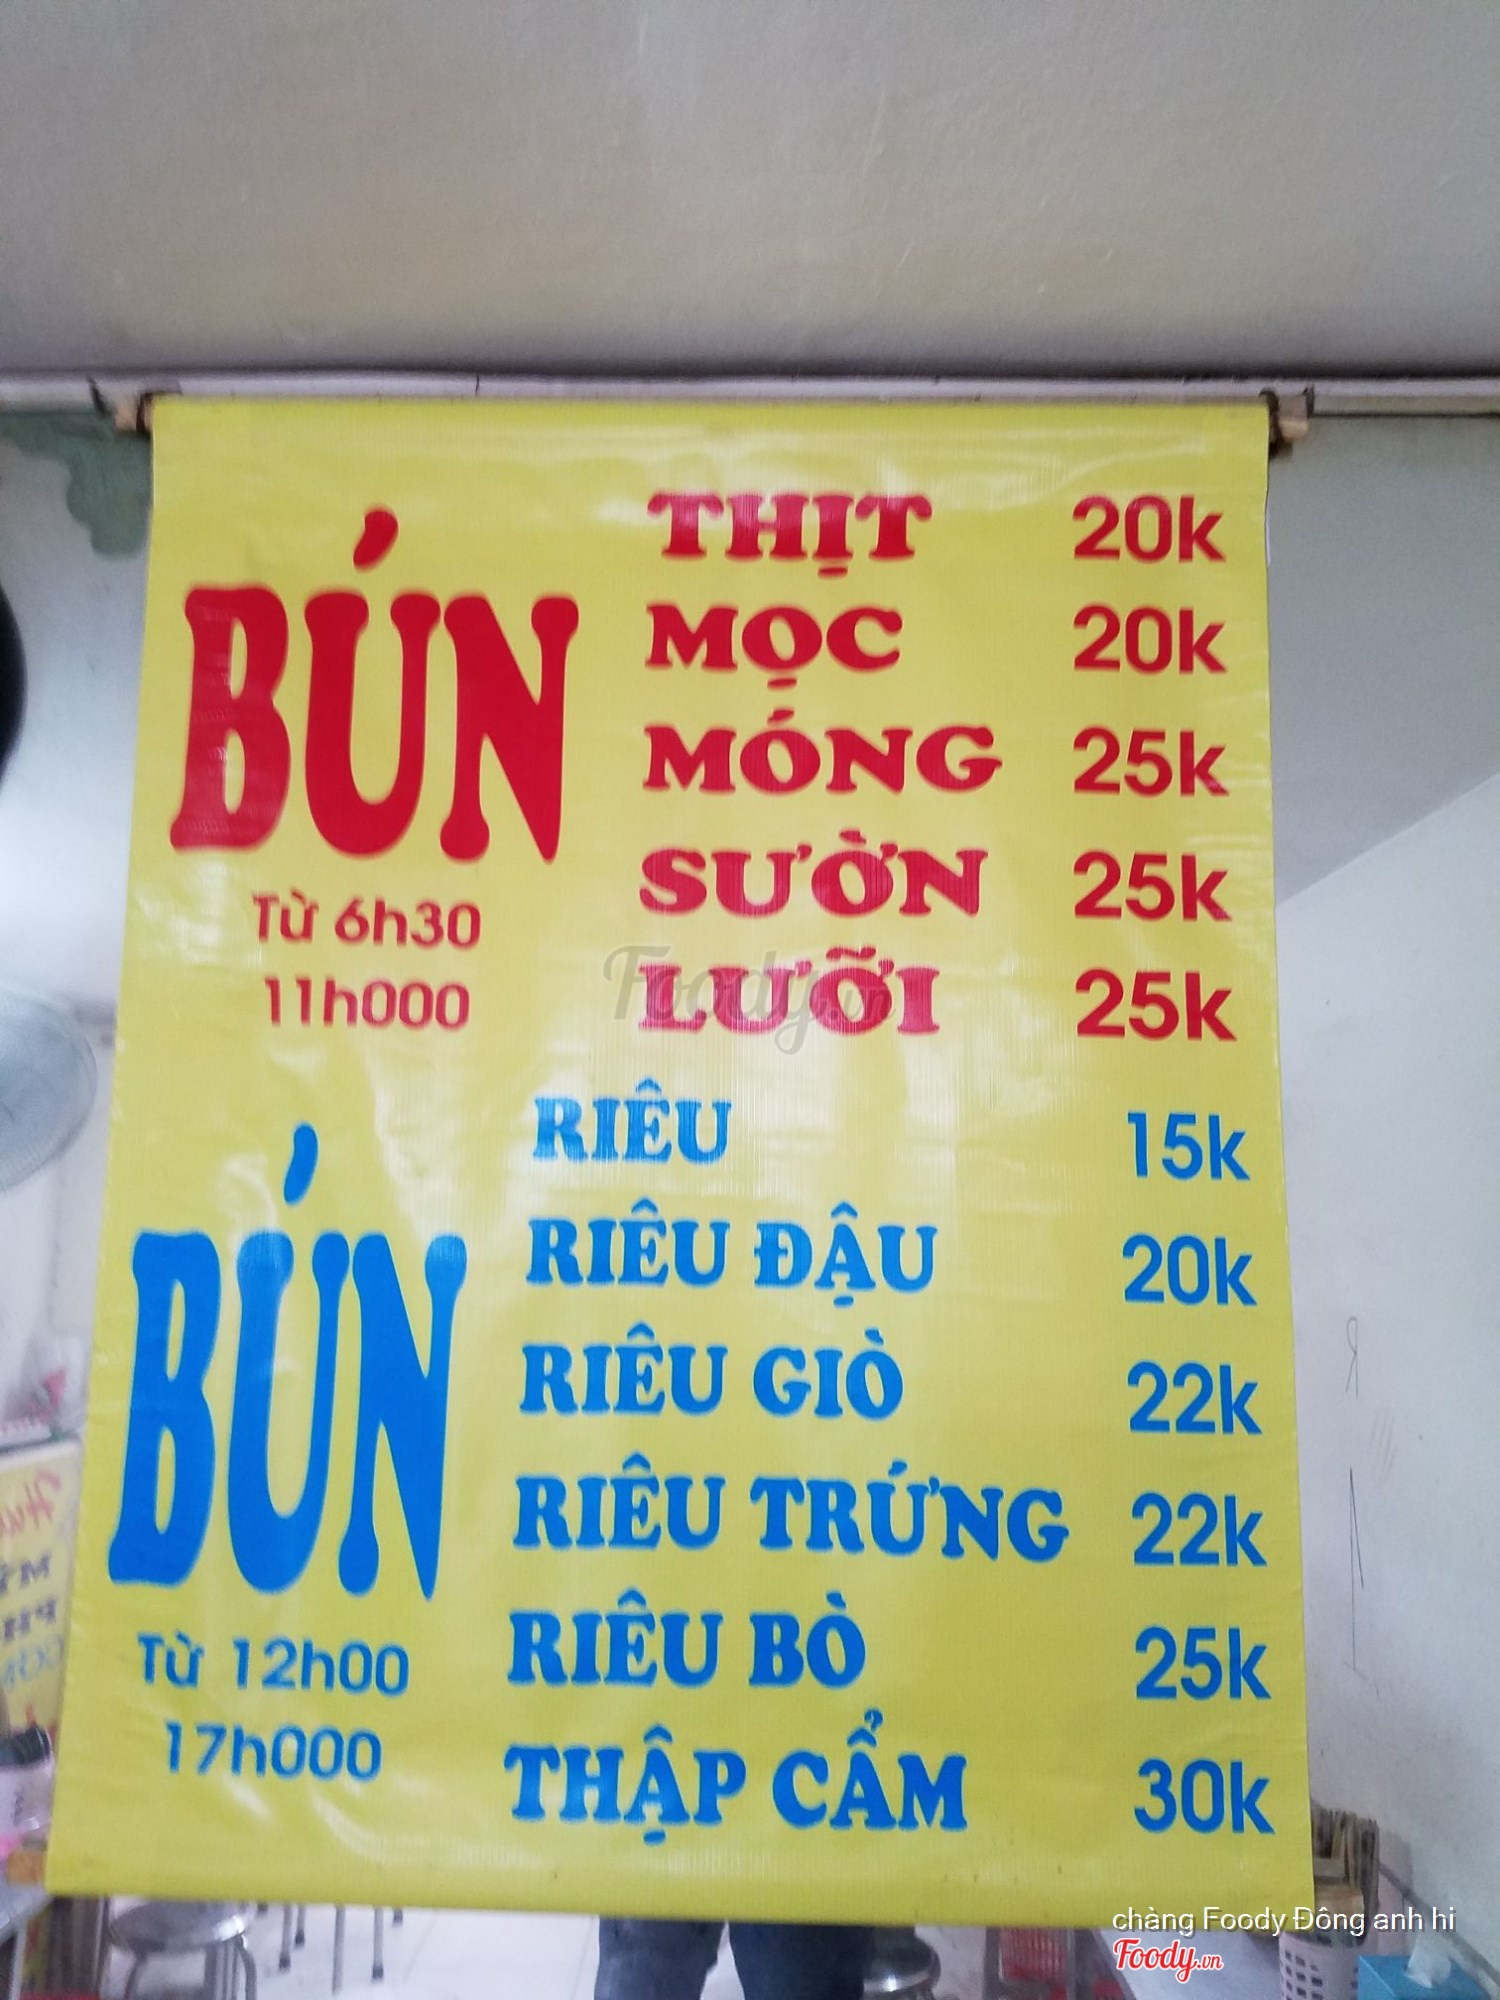 BÚN
Từ 6h30
11h000
THỊT 20k
MỌC 20k
MÓNG 25k
SƯỜN 25k
LƯỠI 25k
BÚN
Từ 12h00
17h000
RIÊU 15k
RIÊU ĐẬU 20k
RIÊU GIÒ 22k
RIÊU TRỨNG 22k
RIÊU BÒ 25k
THẬP CẨM 30k
Foody.vn
chàng Foody Đông anh hi
Foody.vn